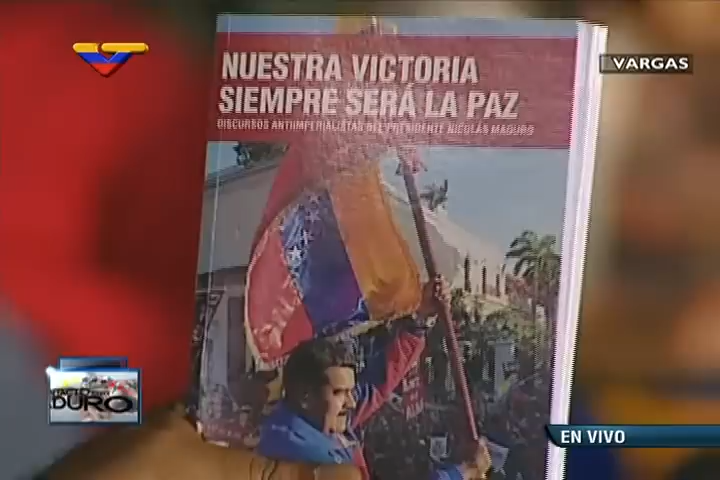 NUESTRA VICTORIA
SIEMPRE SERÁ LA PAZ
DISCURSOS ANTIIMPERIALISTAS DEL PRESIDENTE NICOLÁS MADURO
VARGAS
DURO
EN VIVO